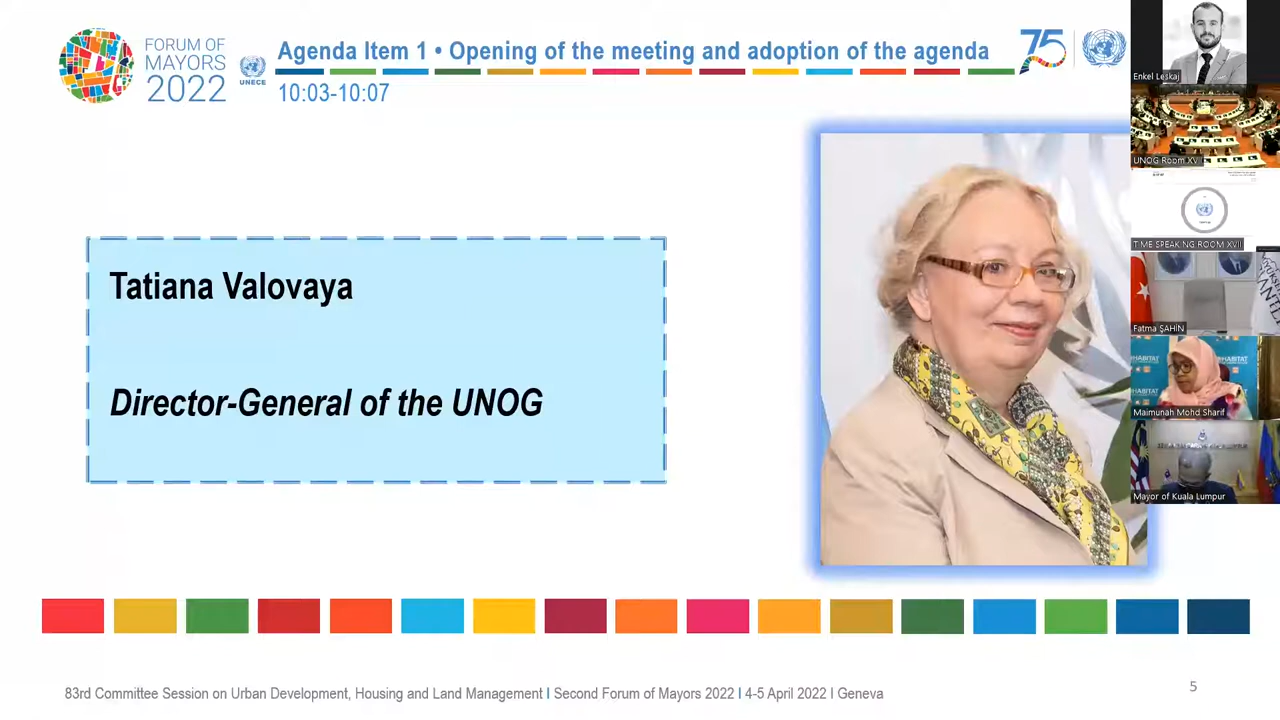 FORUM OF
MAYORS
2022
UNECE
Agenda Item 1 • Opening of the meeting and adoption of the agenda
10:03-10:07
75
Tatiana Valovaya
Director-General of the UNOG
Enkel Leskaj
UNOG Room XVII
TIME SPEAKING ROOM XVII
Fatma ŞAHİN
HABITAT
Maimunah Mohd Sharif
Mayor of Kuala Lumpur
83rd Committee Session on Urban Development, Housing and Land Management I Second Forum of Mayors 2022 I 4-5 April 2022 I Geneva
5